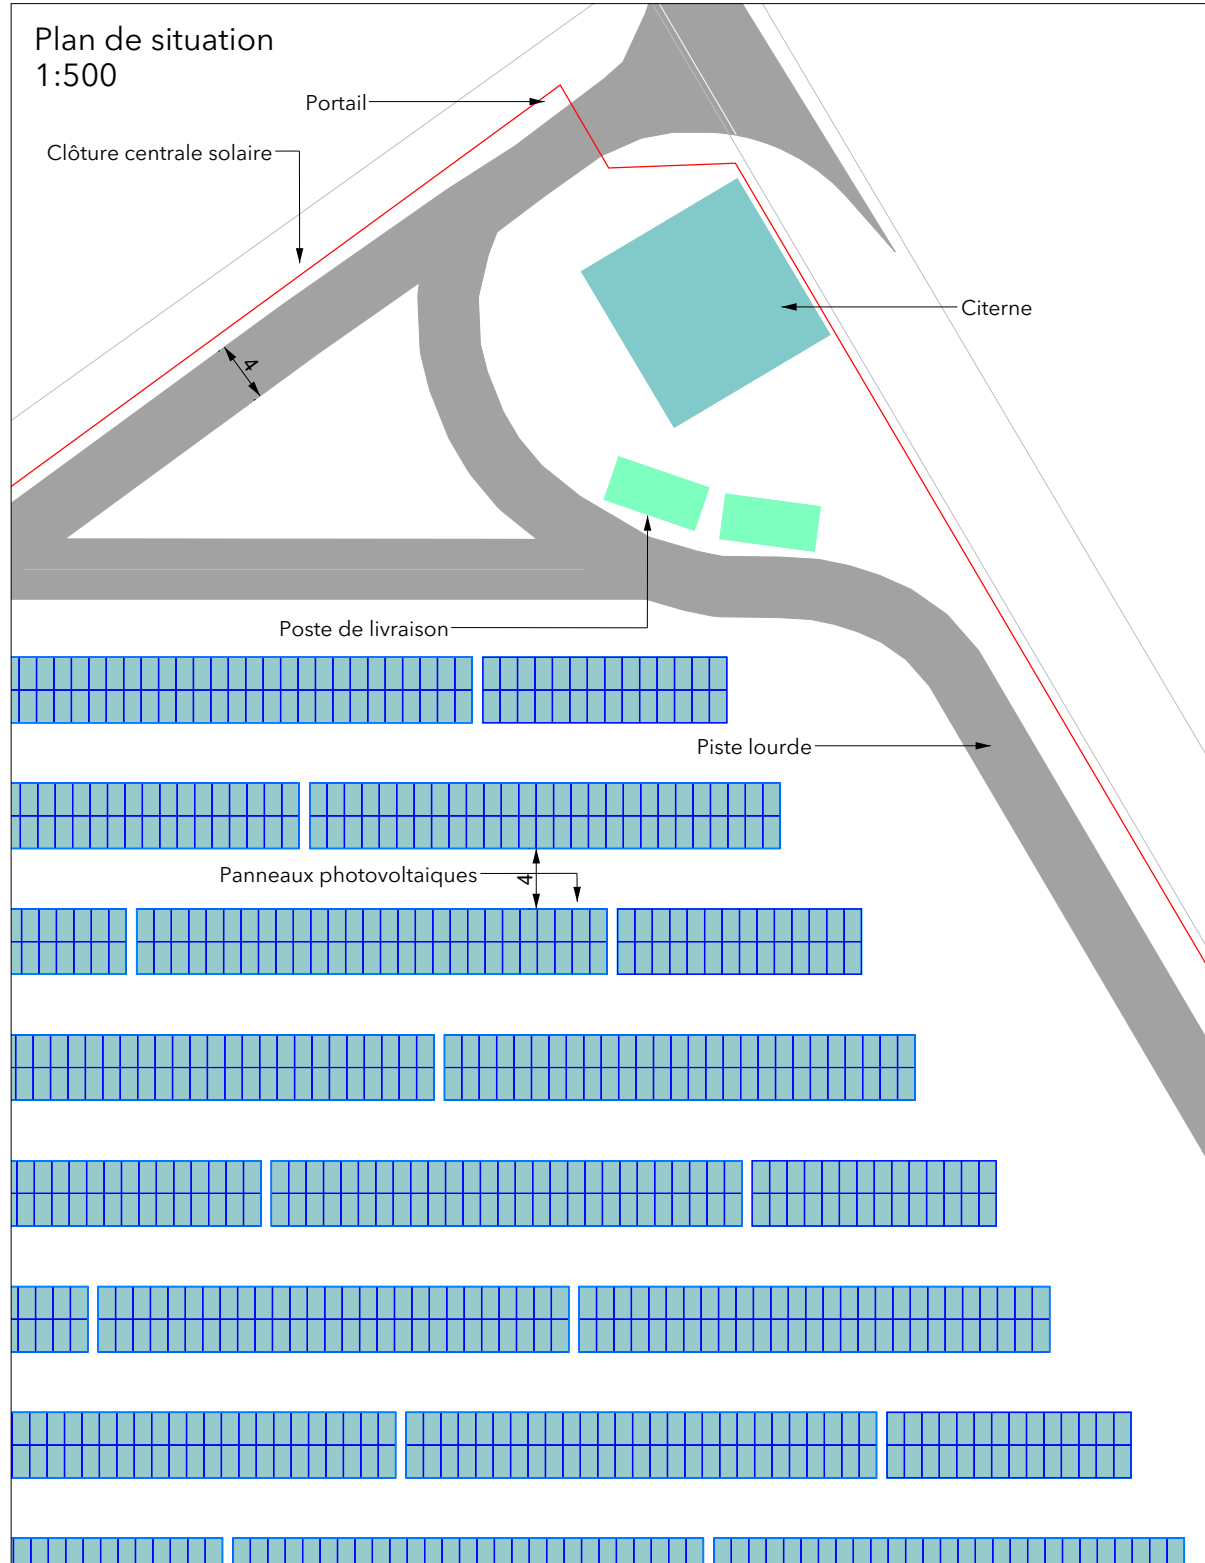 Plan de situation
1:500
Portail
Clôture centrale solaire
Citerne
4
Poste de livraison
Piste lourde
Panneaux photovoltaiques
4